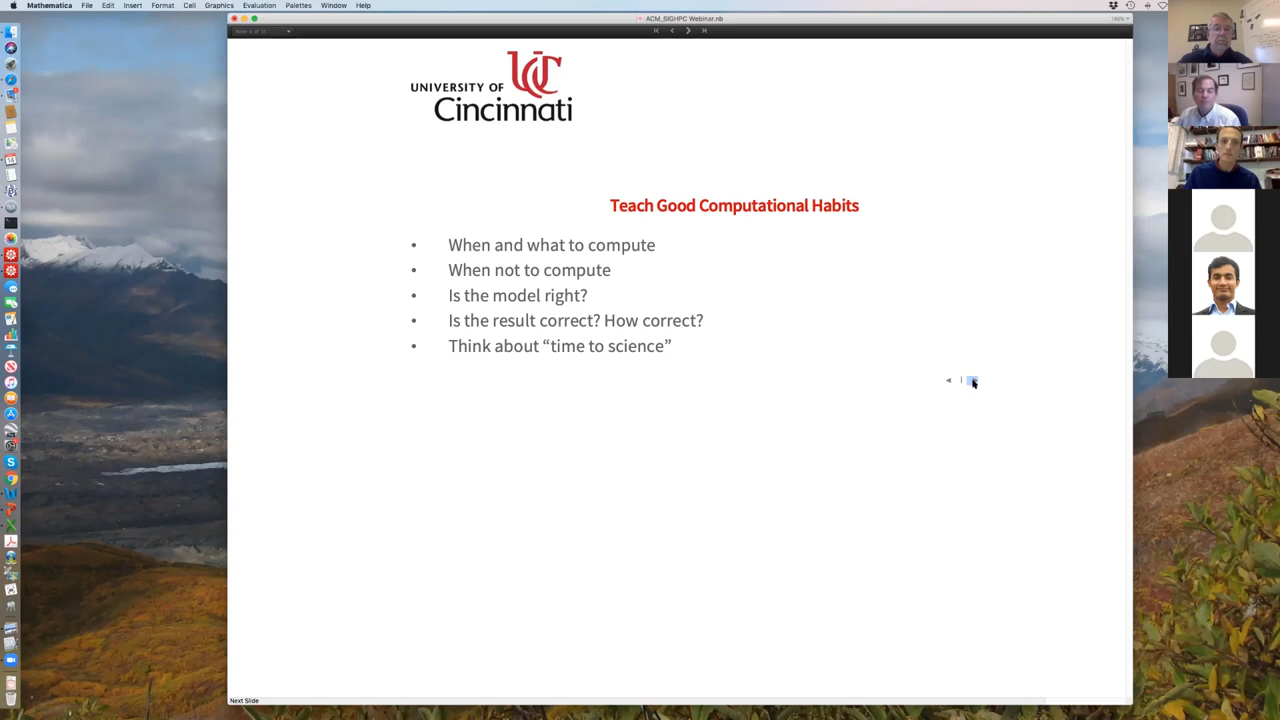 Mathematica File Edit Insert Format Cell Graphics Evaluation Palettes Window Help
ACM_SIGHPC Webinar.nb
UC
UNIVERSITY OF
Cincinnati
Teach Good Computational Habits
• When and what to compute
• When not to compute
• Is the model right?
• Is the result correct? How correct?
• Think about “time to science”
Next Slide